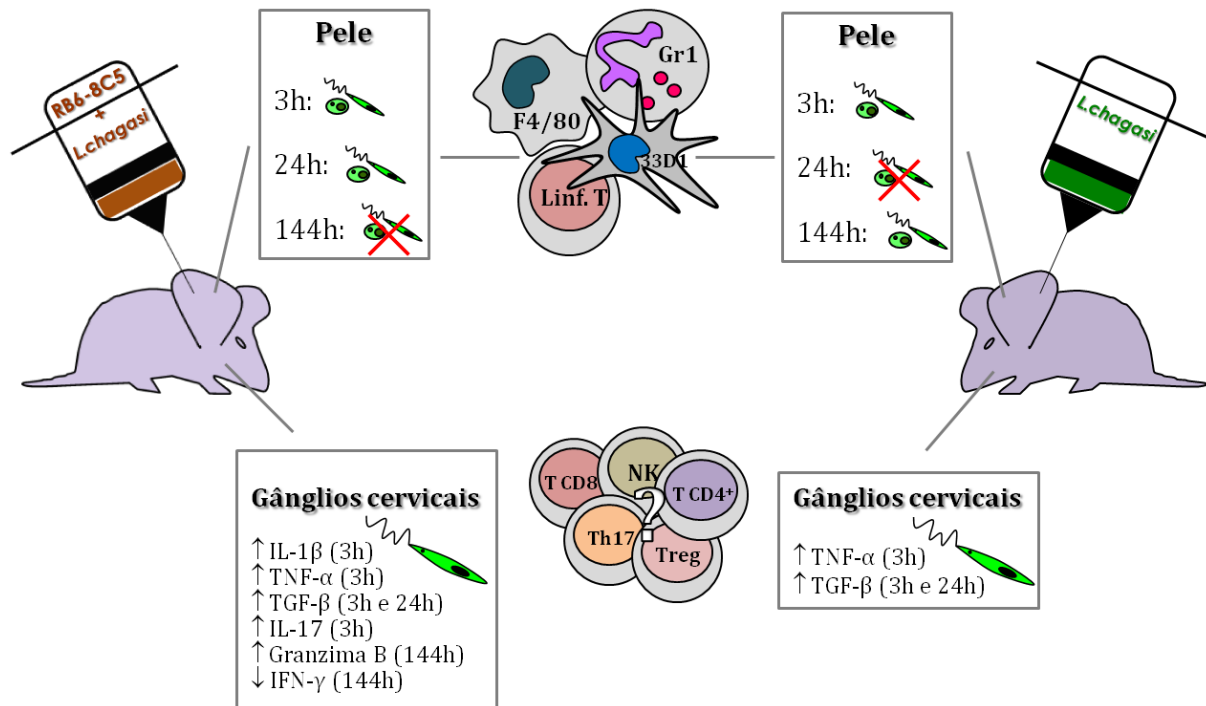 RB6-8C5
+
L.chagasi
Pele
3h:
24h:
144h:
F4/80
Gr1
33D1
Linf. T
Pele
3h:
24h:
144h:
L.chagasi
Gânglios cervicais
↑ IL-1β (3h)
↑ TNF-α (3h)
↑ TGF-β (3h e 24h)
↑ IL-17 (3h)
↑ Granzima B (144h)
↓ IFN-γ (144h)
T CD8
NK
T CD4+
Th17
?
Treg
Gânglios cervicais
↑ TNF-α (3h)
↑ TGF-β (3h e 24h)